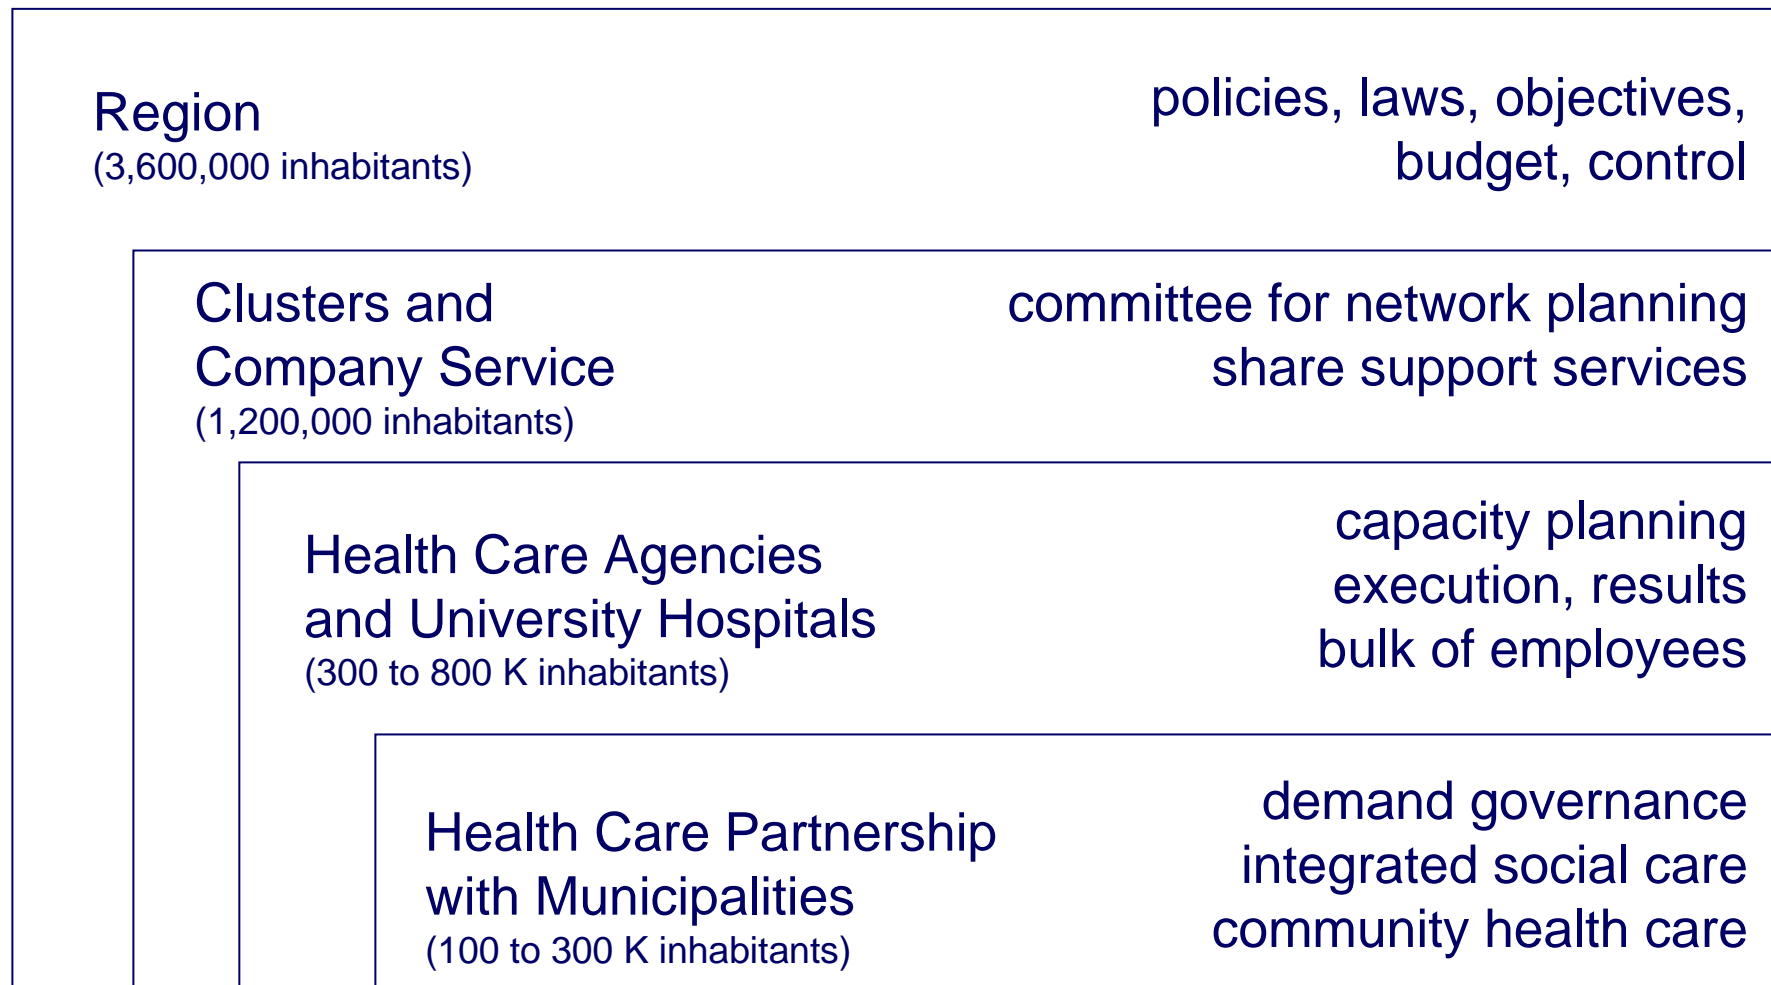 Region
(3,600,000 inhabitants)
policies, laws, objectives,
budget, control
Clusters and
Company Service
(1,200,000 inhabitants)
committee for network planning
share support services
Health Care Agencies
and University Hospitals
(300 to 800 K inhabitants)
capacity planning
execution, results
bulk of employees
Health Care Partnership
with Municipalities
(100 to 300 K inhabitants)
demand governance
integrated social care
community health care